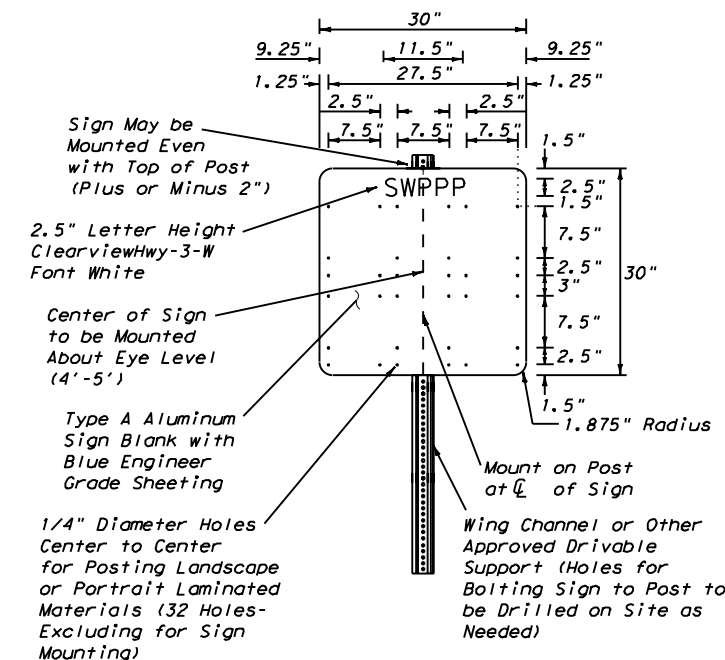 30"
9.25" 11.5" 9.25"
1.25" 27.5" 1.25"
2.5" 2.5"
7.5" 7.5" 7.5"
1.5"
2.5"
1.5"
7.5"
2.5"
3"
7.5"
2.5"
1.5"
30"
1.875" Radius
SWPPP
Sign May be
Mounted Even
with Top of Post
(Plus or Minus 2")
2.5" Letter Height
ClearviewHwy-3-W
Font White
Center of Sign
to be Mounted
About Eye Level
(4'-5')
Type A Aluminum
Sign Blank with
Blue Engineer
Grade Sheeting
1/4" Diameter Holes
Center to Center
for Posting Landscape
or Portrait Laminated
Materials (32 Holes-
Excluding for Sign
Mounting)
Mount on Post
at ℄ of Sign
Wing Channel or Other
Approved Drivable
Support (Holes for
Bolting Sign to Post to
be Drilled on Site as
Needed)